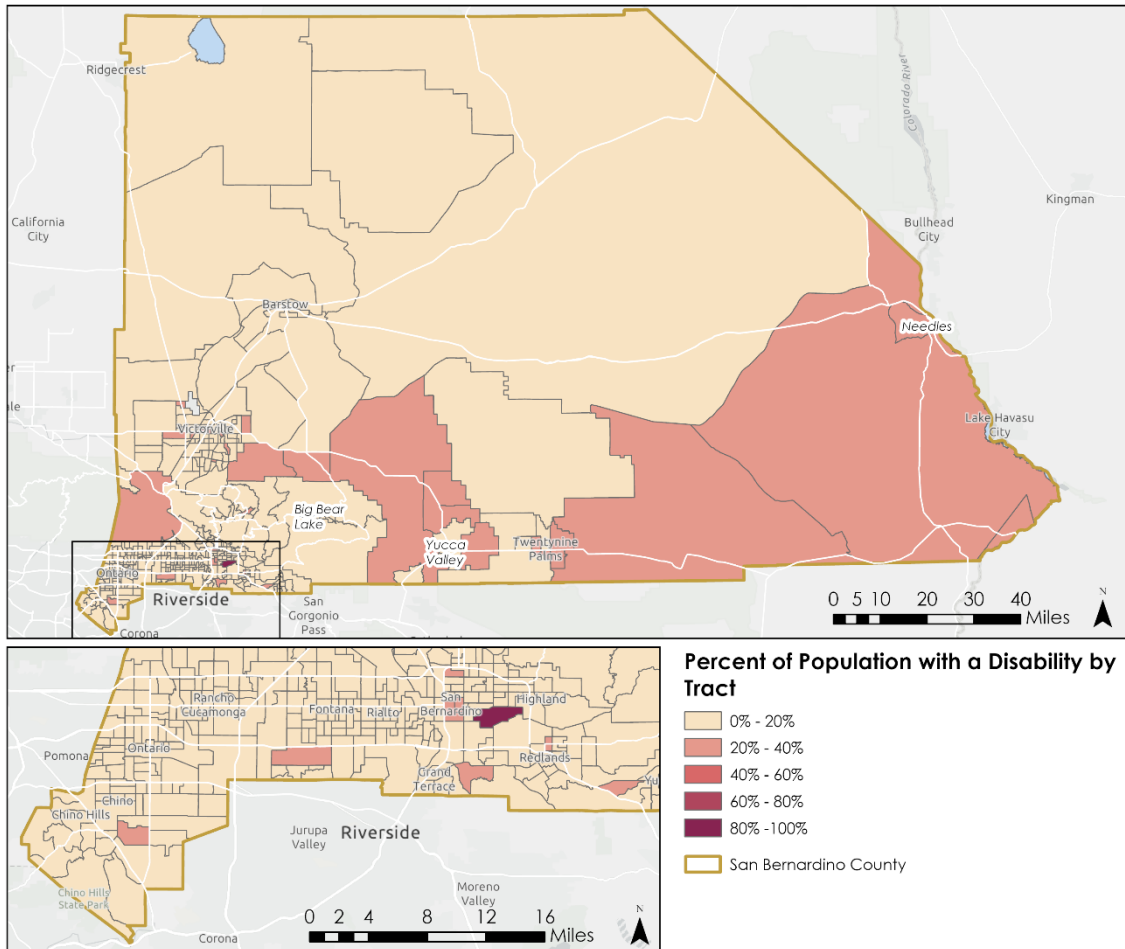 Ridgecrest
Colorado River
California
City
Bullhead
City
Kingman
Barstow
Needles
Lake Havasu
City
Victorville
Big Bear
Lake
Yucca
Valley
Twentynine
Palms
Ontario
Riverside
San
Gorgonio
Pass
Corona
0 5 10 20 30 40
Miles
N
Rancho
Cucamonga
Fontana
Rialto
San
Bernardino
Highland
Pomona
Ontario
Redlands
Grand
Terrace
Yu
Chino
Chino Hills
Jurupa
Valley
Riverside
Chino Hills
State Park
Moreno
Valley
Corona
0 2 4 8 12 16
Miles
N
Percent of Population with a Disability by
Tract
0% - 20%
20% - 40%
40% - 60%
60% - 80%
80% -100%
San Bernardino County